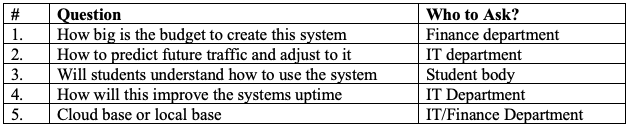 # Question Who to Ask?
1. How big is the budget to create this system Finance department
2. How to predict future traffic and adjust to it IT department
3. Will students understand how to use the system Student body
4. How will this improve the systems uptime IT Department
5. Cloud base or local base IT/Finance Department